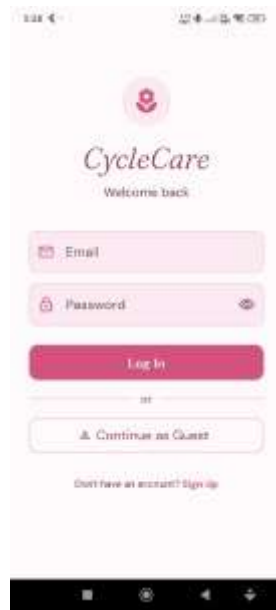 CycleCare
Welcome back
Email
Password
Log In
or
Continue as Guest
Don't have an account? Sign Up